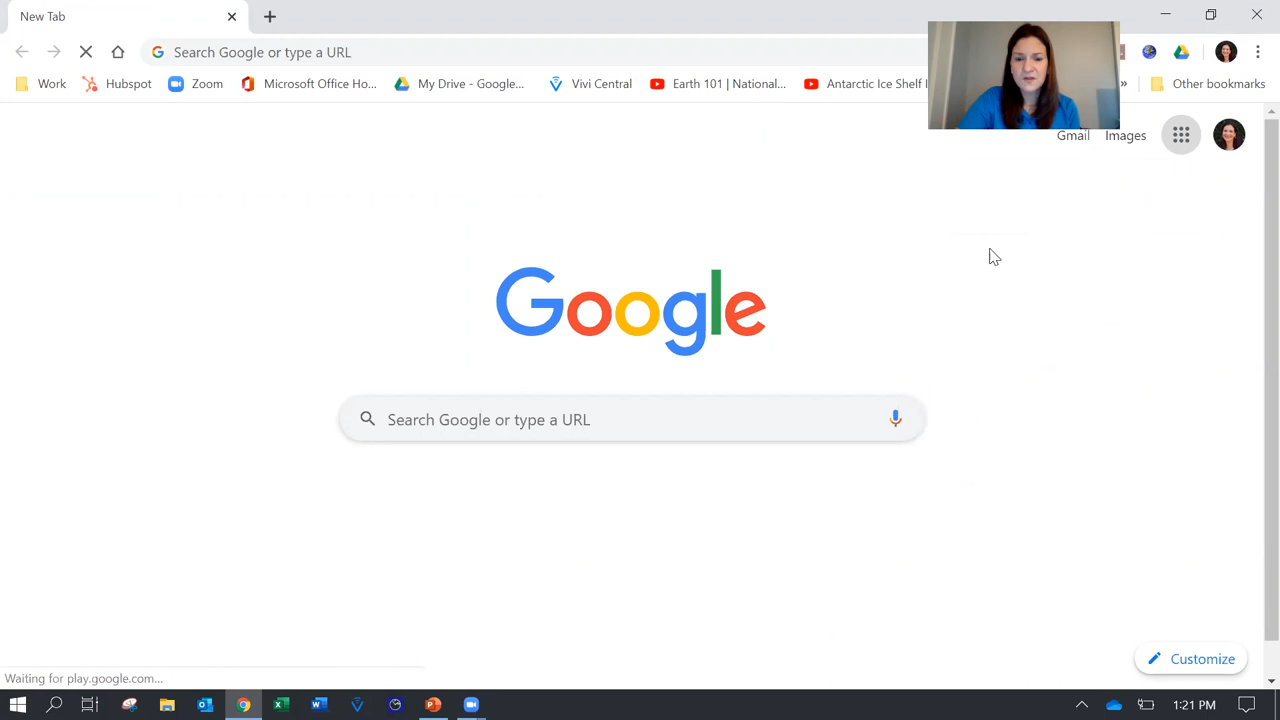 New Tab
Search Google or type a URL
Work
Hubspot
Zoom
Microsoft Office Ho...
My Drive - Google...
Vivi Central
Earth 101 | National...
Antarctic Ice Shelf
»
Other bookmarks
Gmail
Images
Google
Search Google or type a URL
Customize
Waiting for play.google.com...
1:21 PM